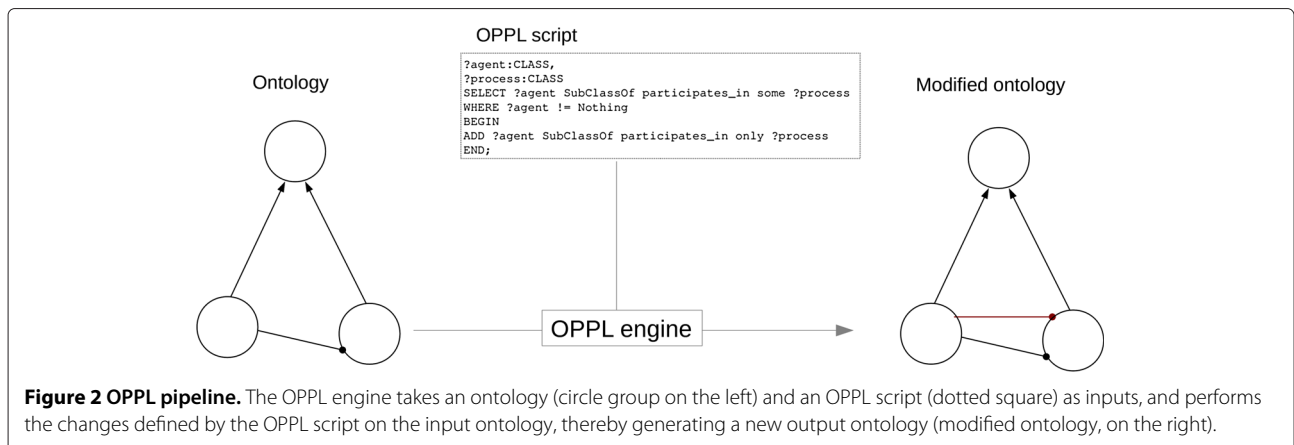 OPPL script
?agent:CLASS,
?process:CLASS
SELECT ?agent SubClassOf participates_in some ?process
WHERE ?agent != Nothing
BEGIN
ADD ?agent SubClassOf participates_in only ?process
END;
Ontology
Modified ontology
OPPL engine
Figure 2 OPPL pipeline. The OPPL engine takes an ontology (circle group on the left) and an OPPL script (dotted square) as inputs, and performs
the changes defined by the OPPL script on the input ontology, thereby generating a new output ontology (modified ontology, on the right).